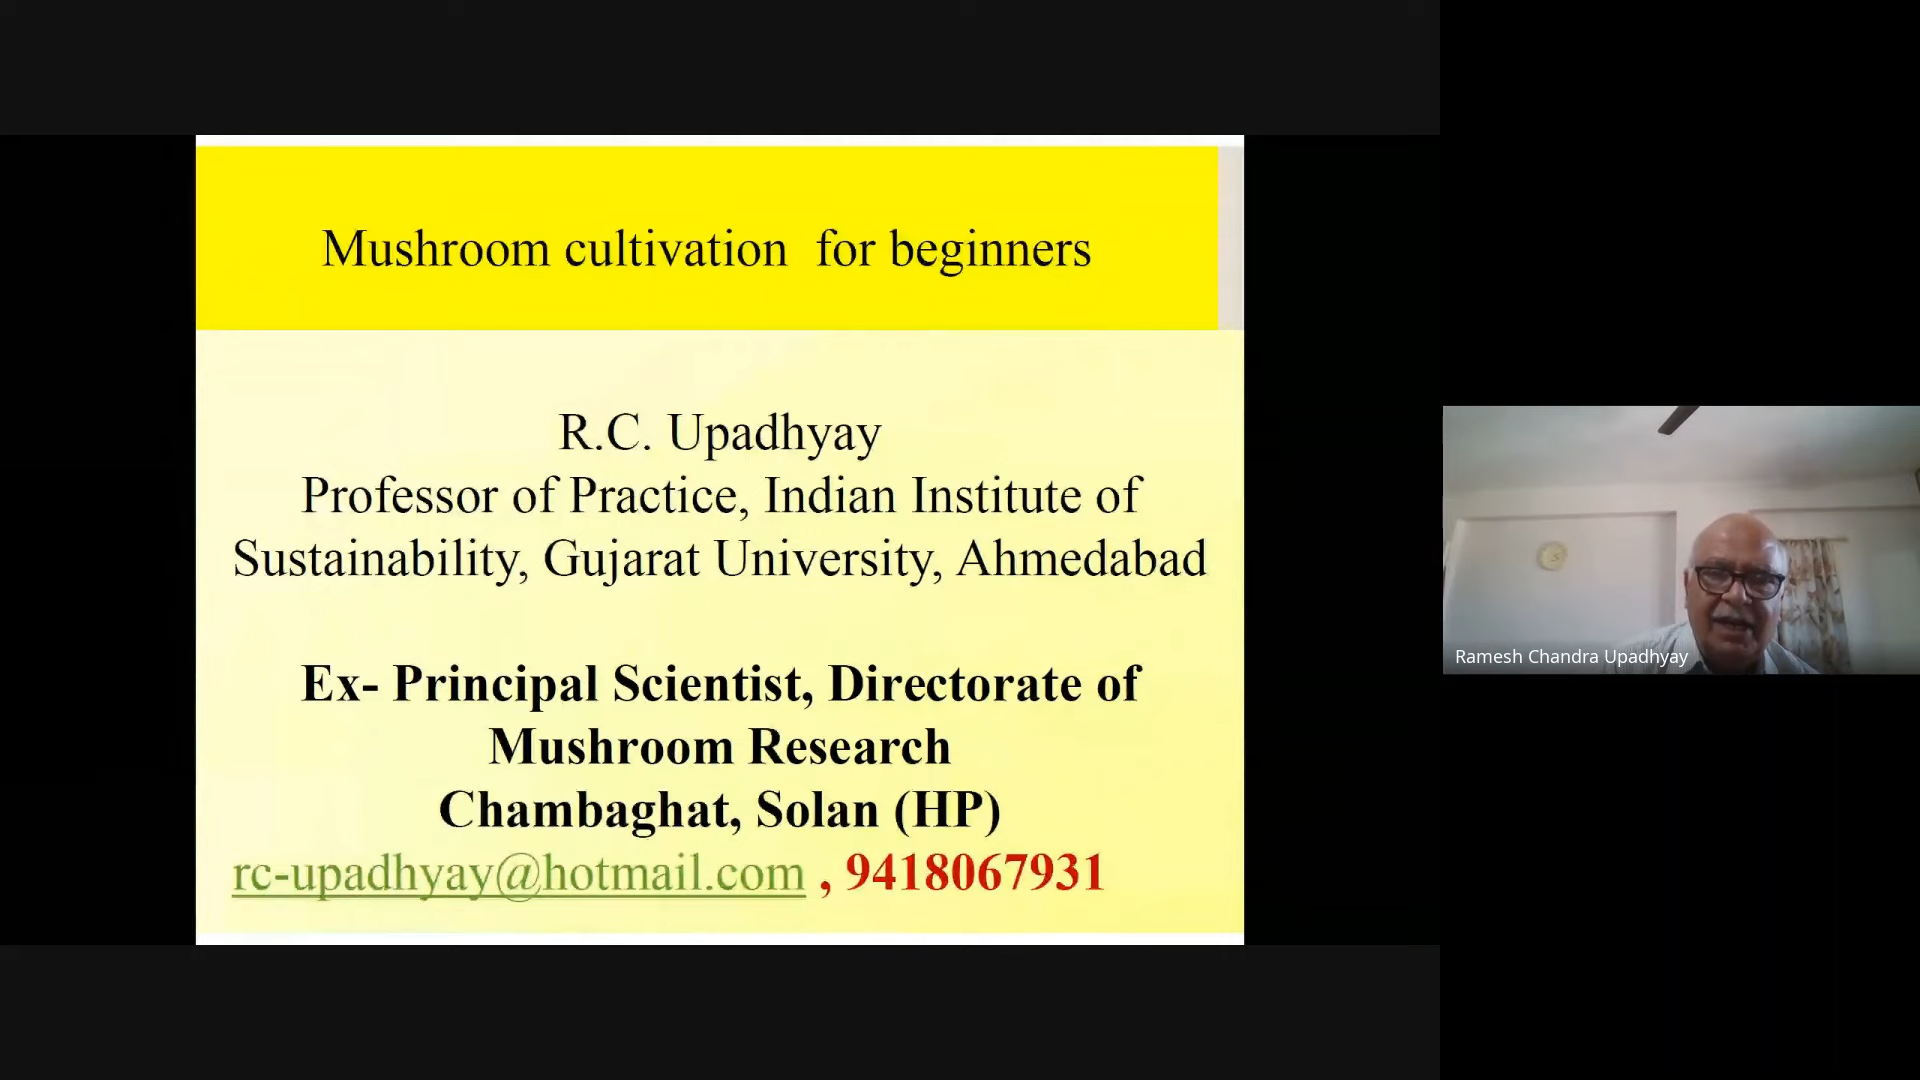 Mushroom cultivation  for beginners
R.C. Upadhyay
Professor of Practice, Indian Institute of
Sustainability, Gujarat University, Ahmedabad
Ex- Principal Scientist, Directorate of
Mushroom Research
Chambaghat, Solan (HP)
rc-upadhyay@hotmail.com , 9418067931
Ramesh Chandra Upadhyay